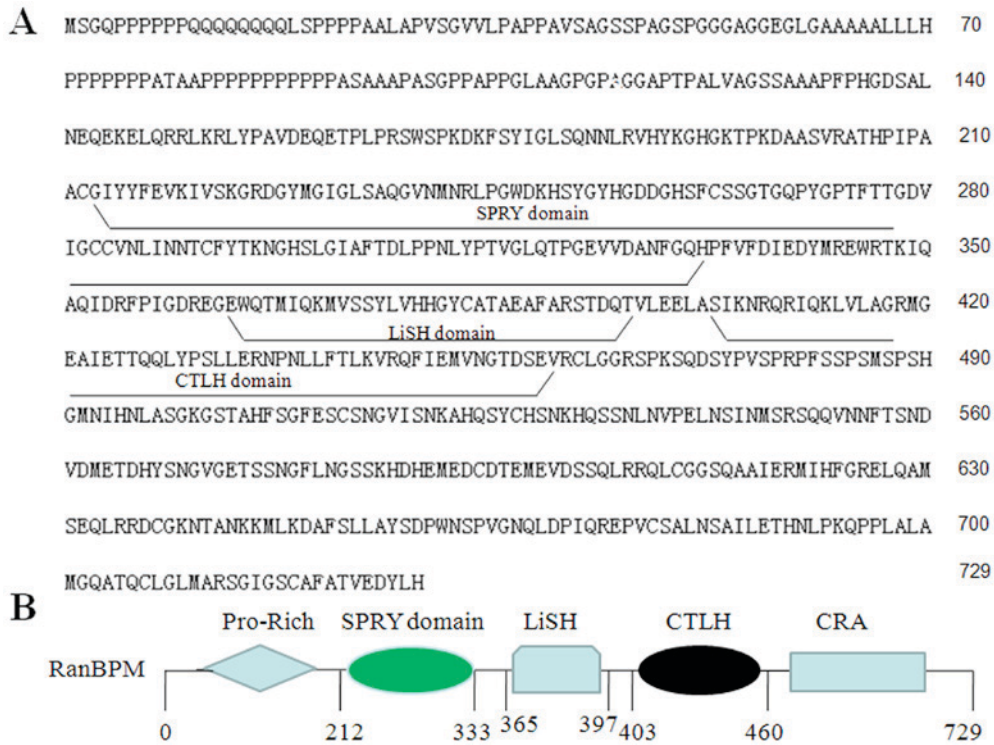 A
MSGQPPPPPPQQQQQQQQLSPPPPAALAPVSGVVLPAPPAVSAGSSPAGSPGGGAGGEGLGAAAAALLLH 70
PPPPPPPATAAPPPPPPPPPPPASAAAPASGPPAPPGLAAGPGPAGGAPTPALVAGSSAAAPFPHGDSAL 140
NEQEKELQRRLKRLYPAVDEQETPLPRSWSPKDKFSYIGLSQNNLRVHYKGHGKTPKDAASVRATHPIPA 210
ACGIYYFEVKIVSKGRDGYMGIGLSAQGVNMNRLPGWDKHSYGYHGDDGHSFCSSGTGQPYGPTFTTGDV 280
SPRY domain
IGCCVNLINNTCFYTKNGHSLGIAFTDLPPNLYPTVGLQTPGEVVDANFGQHPFVFDIEDYMREWRTKIQ 350
AQIDRFPIGDREGEWQTMIQKMVSSYLVHHGYCATAEAFARSTDQTVLEELASIKNRQRIQKLVLAGRMG 420
LiSH domain
EAIETTQQLYPSLLERNPNLLFTLKVRQFIEMVNGTDSEVRCLGGRSPKSQDSYPVSPRPFSSPSMSPSH 490
CTLH domain
GMNIHNLASGKGSTAHFSGFESCSNGVISNKAHQSYCHSNKHQSSNLNVPELNSINMSRSQQVNNFTSND 560
VDMETDHYSNGVGETSSNGFLNGSSKHDHEMEDCDTEMEVDSSQLRRQLCGGSQAAIERMIHFGRELQAM 630
SEQLRRDCGKNTANKKMLKDAFSLLAYSDPWNSPVGNQLDPIQREPVCSALNSAILETHNLPKQPPLALA 700
MGQATQCLGLMARSGIGSCAFATVEDYLH 729
B
Pro-Rich SPRY domain LiSH CTLH CRA
RanBPM
0 212 333 365 397 403 460 729